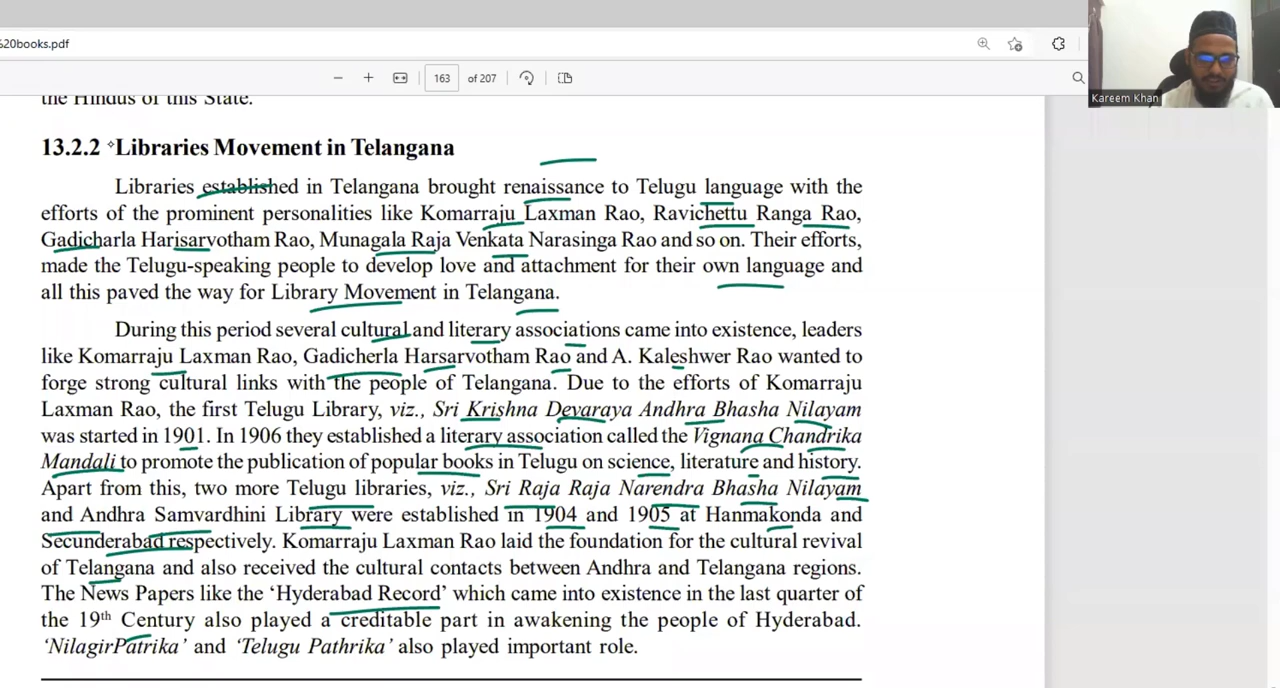 %20books.pdf
163 of 207
Kareem Khan
the Hindus of this State.
13.2.2 Libraries Movement in Telangana
Libraries established in Telangana brought renaissance to Telugu language with the
efforts of the prominent personalities like Komarraju Laxman Rao, Ravichettu Ranga Rao,
Gadicharla Harisarvotham Rao, Munagala Raja Venkata Narasinga Rao and so on. Their efforts,
made the Telugu-speaking people to develop love and attachment for their own language and
all this paved the way for Library Movement in Telangana.
During this period several cultural and literary associations came into existence, leaders
like Komarraju Laxman Rao, Gadicherla Harsarvotham Rao and A. Kaleshwer Rao wanted to
forge strong cultural links with the people of Telangana. Due to the efforts of Komarraju
Laxman Rao, the first Telugu Library, viz., Sri Krishna Devaraya Andhra Bhasha Nilayam
was started in 1901. In 1906 they established a literary association called the Vignana Chandrika
Mandali to promote the publication of popular books in Telugu on science, literature and history.
Apart from this, two more Telugu libraries, viz., Sri Raja Raja Narendra Bhasha Nilayam
and Andhra Samvardhini Library were established in 1904 and 1905 at Hanmakonda and
Secunderabad respectively. Komarraju Laxman Rao laid the foundation for the cultural revival
of Telangana and also received the cultural contacts between Andhra and Telangana regions.
The News Papers like the ‘Hyderabad Record’ which came into existence in the last quarter of
the 19th Century also played a creditable part in awakening the people of Hyderabad.
‘NilagirPatrika’ and ‘Telugu Pathrika’ also played important role.